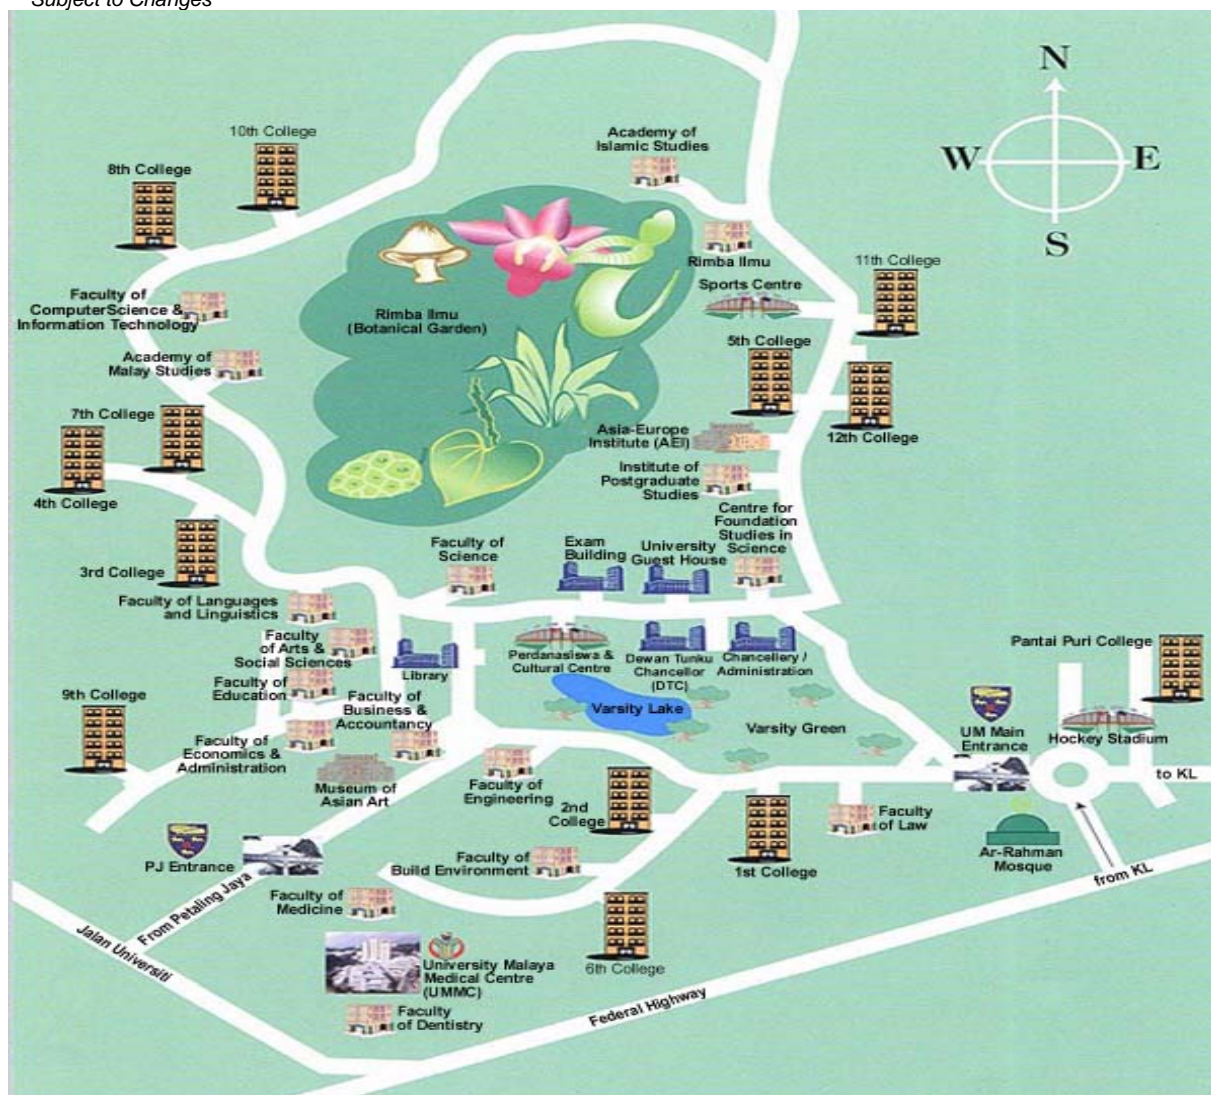 Subject to Changes
N
W
E
S
10th College
Academy of
Islamic Studies
8th College
Rimba Ilmu
11th College
Sports Centre
Faculty of
ComputerScience &
Information Technology
Rimba Ilmu
(Botanical Garden)
5th College
Academy of
Malay Studies
7th College
Asia-Europe
Institute (AEI)
12th College
4th College
Institute of
Postgraduate
Studies
Centre for
Foundation
Studies in
Science
Faculty of
Science
Exam
Building
University
Guest House
3rd College
Faculty of Languages
and Linguistics
Faculty
of Arts &
Social Sciences
Library
Perdanasiswa &
Cultural Centre
Dewan Tunku
Chancellor
(DTC)
Chancellery /
Administration
Pantai Puri College
Faculty of
Education
9th College
Faculty of
Business &
Accountancy
Varsity Lake
Varsity Green
UM Main
Entrance
Hockey Stadium
Faculty of
Economics &
Administration
Museum of
Asian Art
Faculty of
Engineering
to KL
2nd
College
Faculty
of Law
PJ Entrance
Faculty of
Build Environment
1st College
Ar-Rahman
Mosque
from KL
From Petaling Jaya
Faculty of
Medicine
Jalan Universiti
University Malaya
Medical Centre
(UMMC)
6th College
Federal Highway
Faculty
of Dentistry